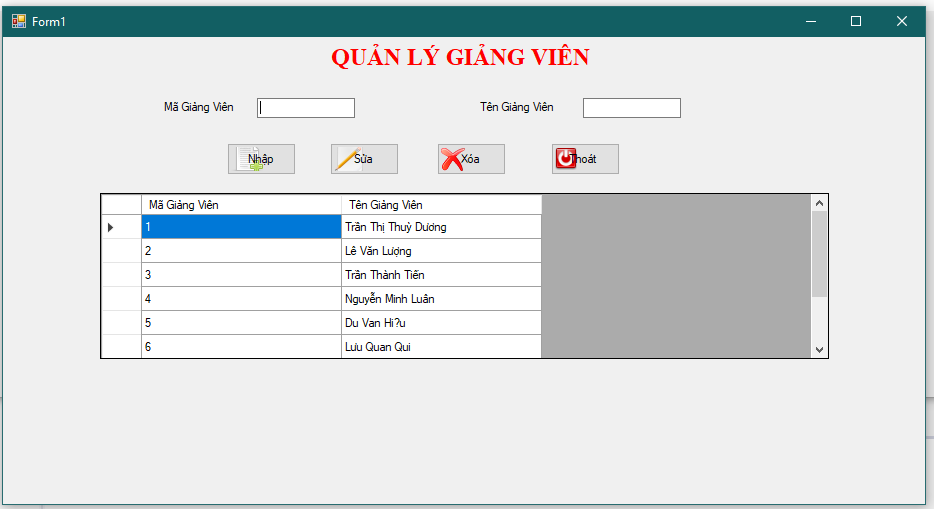 Form1
QUẢN LÝ GIẢNG VIÊN
Mã Giảng Viên Tên Giảng Viên
Nhập Sửa Xóa Thoát
Mã Giảng Viên Tên Giảng Viên
1 Trần Thị Thuỳ Dương
2 Lê Văn Lượng
3 Trần Thành Tiến
4 Nguyễn Minh Luân
5 Du Van Hi?u
6 Lưu Quan Qui